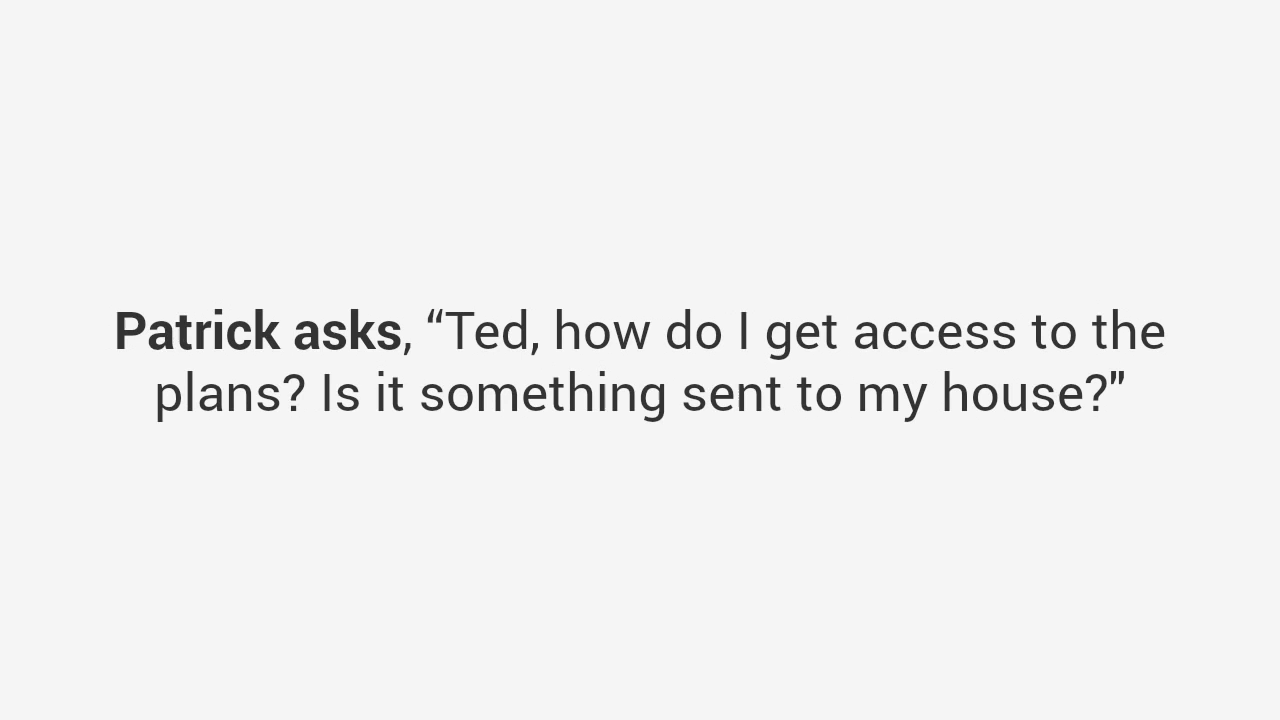 Patrick asks, “Ted, how do I get access to the
plans? Is it something sent to my house?"